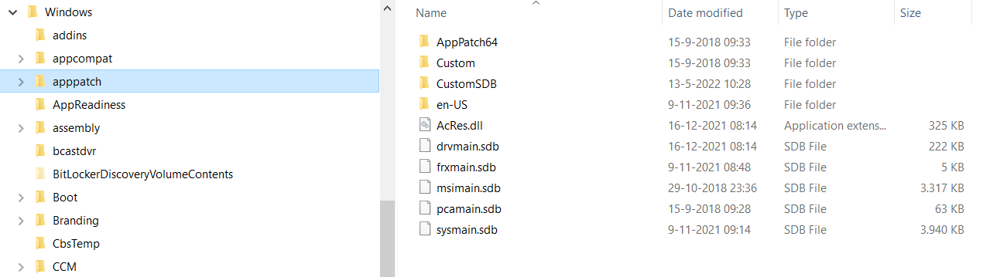 Windows
addins
appcompat
apppatch
AppReadiness
assembly
bcastdvr
BitLockerDiscoveryVolumeContents
Boot
Branding
CbsTemp
CCM
Name Date modified Type Size
AppPatch64 15-9-2018 09:33 File folder
Custom 15-9-2018 09:33 File folder
CustomSDB 13-5-2022 10:28 File folder
en-US 9-11-2021 09:36 File folder
AcRes.dll 16-12-2021 08:14 Application extens... 325 KB
drvmain.sdb 16-12-2021 08:14 SDB File 222 KB
frxmain.sdb 9-11-2021 08:48 SDB File 5 KB
msimain.sdb 29-10-2018 23:36 SDB File 3.317 KB
pcamain.sdb 15-9-2018 09:28 SDB File 63 KB
sysmain.sdb 9-11-2021 09:14 SDB File 3.940 KB